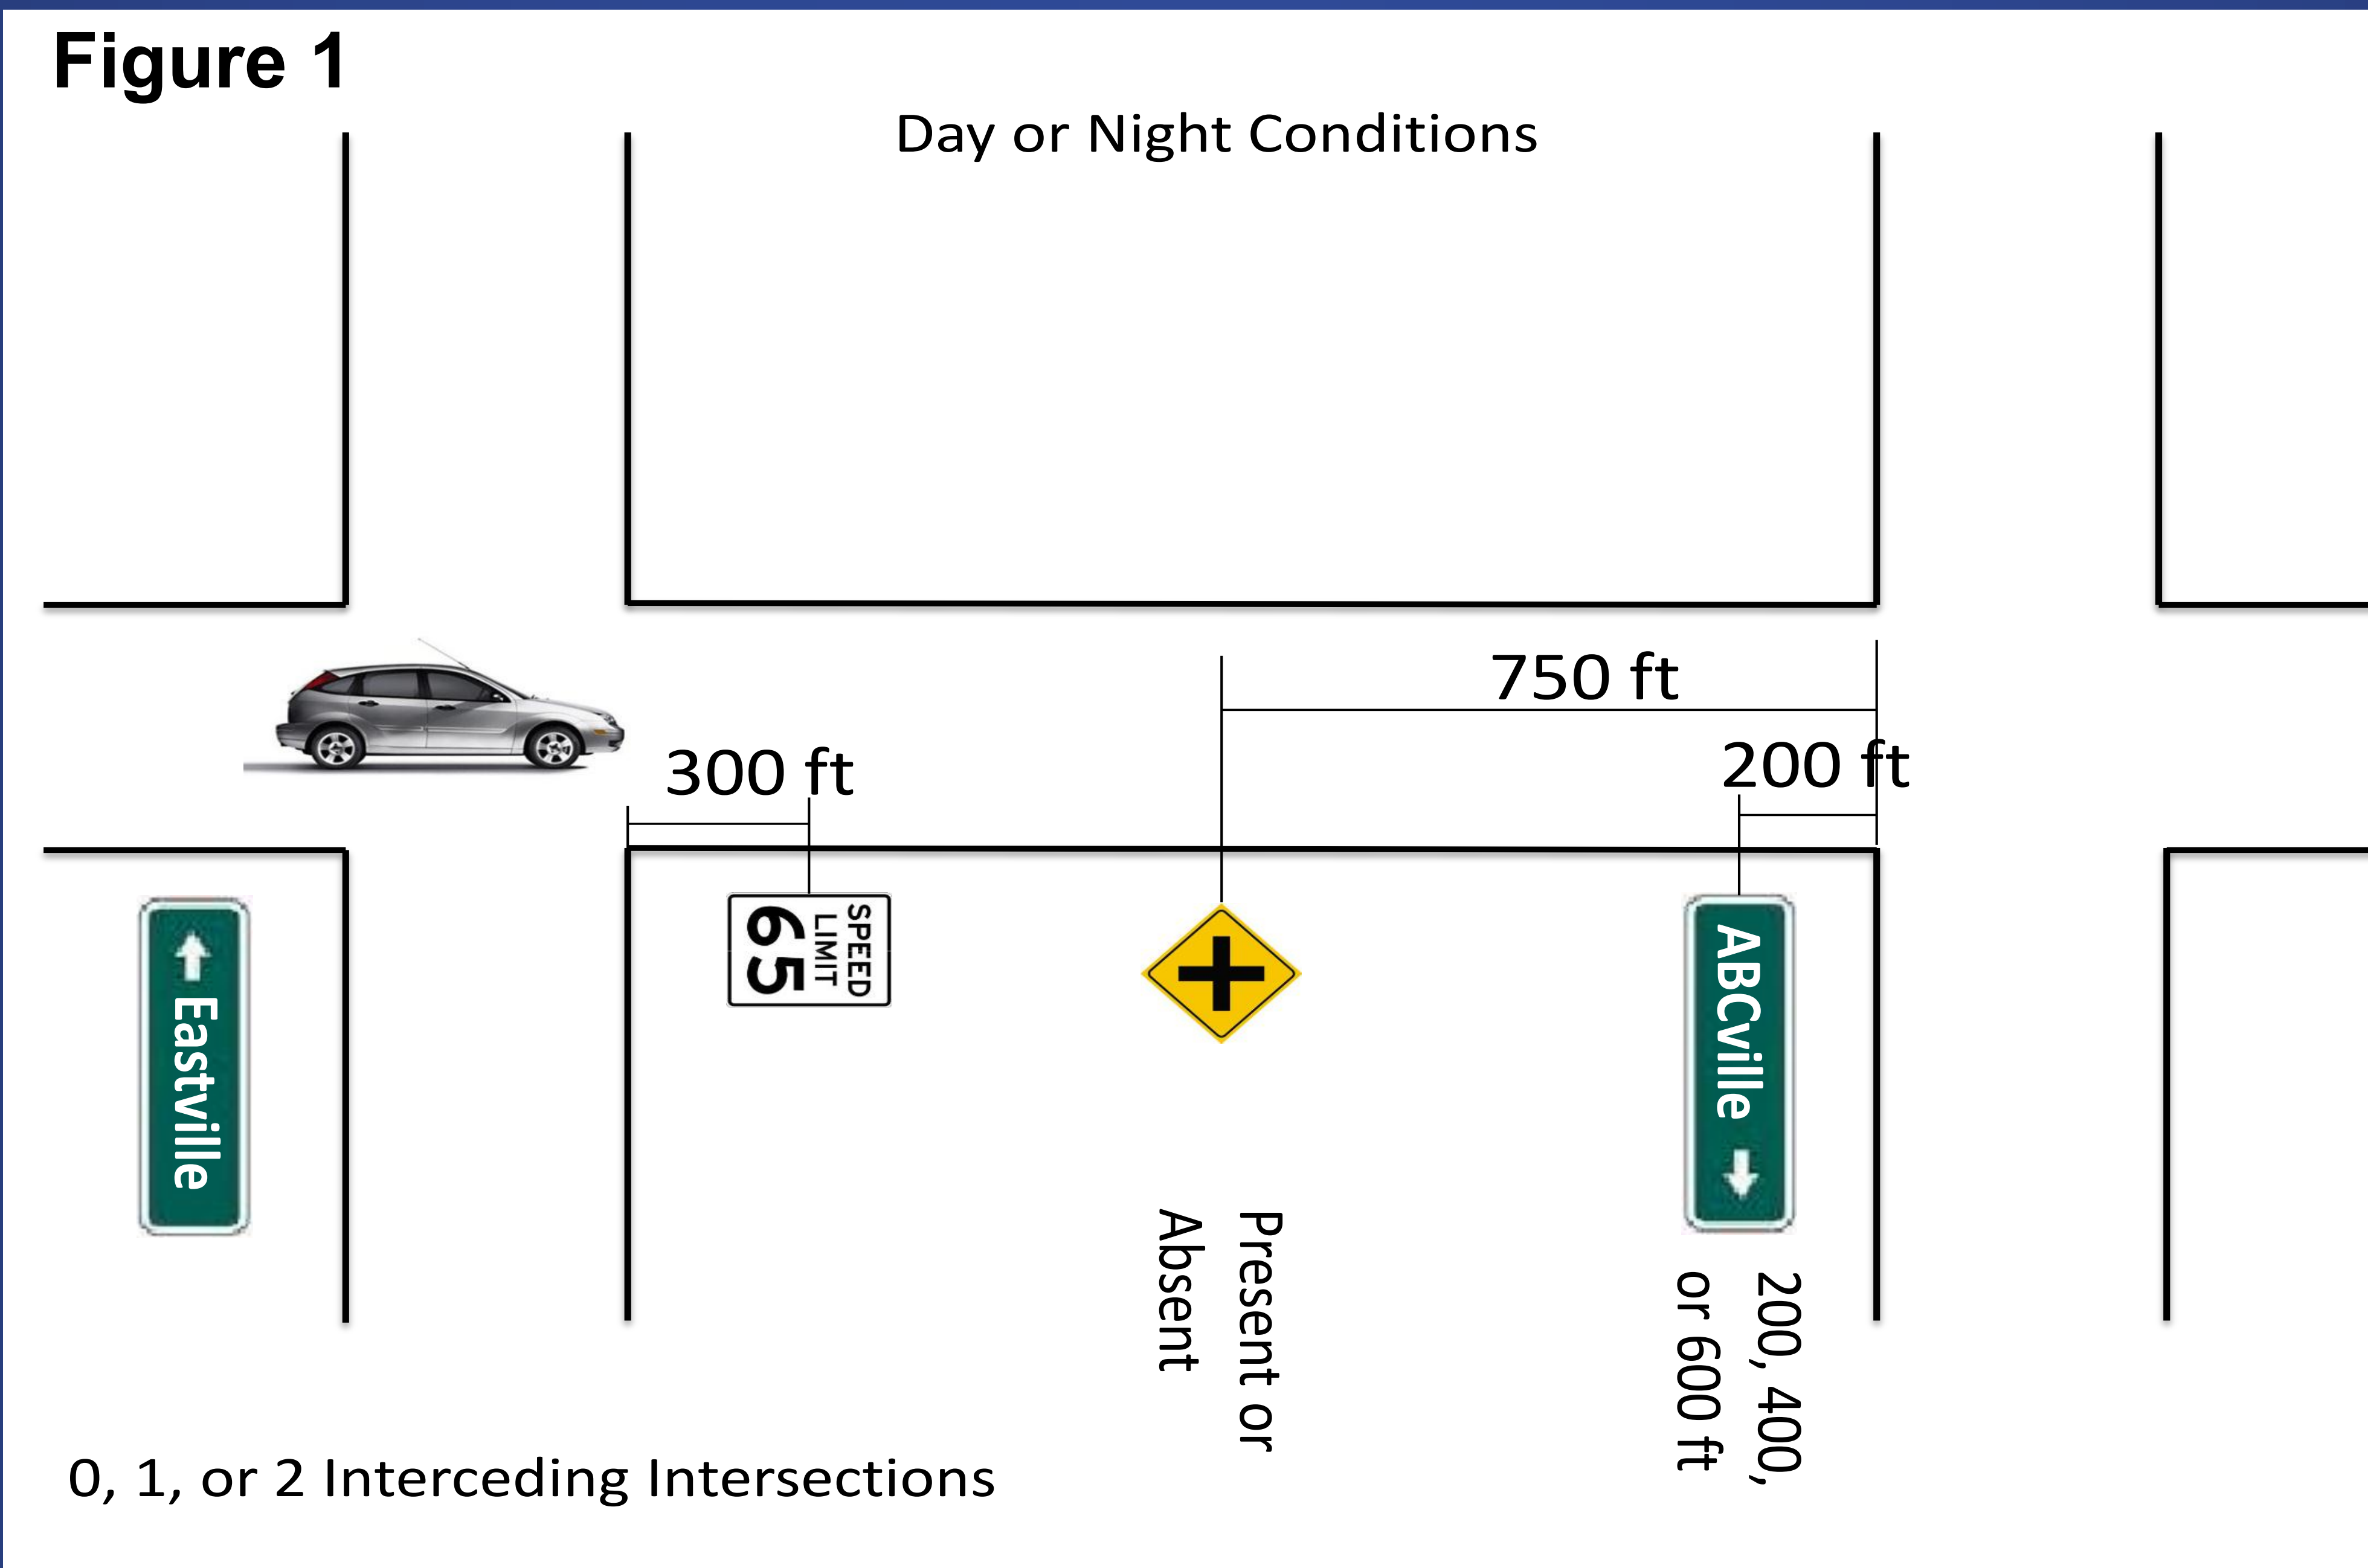 Figure 1
Day or Night Conditions
750 ft
200 ft
300 ft
Eastville
SPEED
LIMIT
65
ABCville
Present or
Absent
200, 400,
or 600 ft
0, 1, or 2 Interceding Intersections